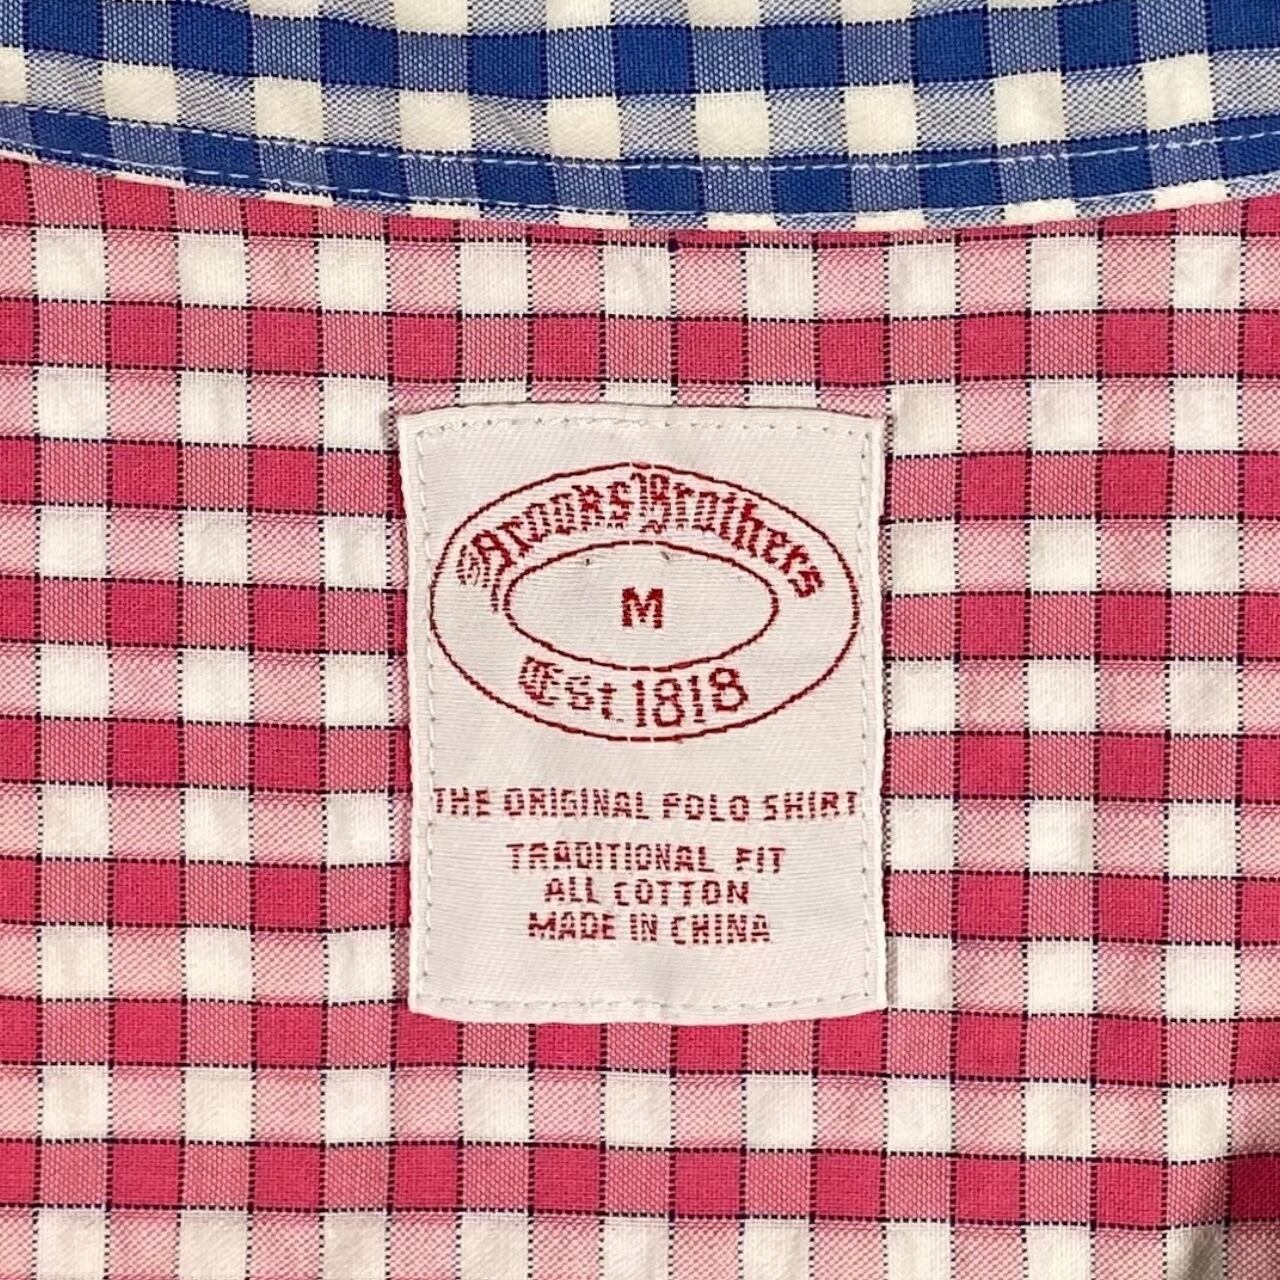 Brooks Brothers
M
Est. 1818
THE ORIGINAL POLO SHIRT
TRADITIONAL FIT
ALL COTTON
MADE IN CHINA